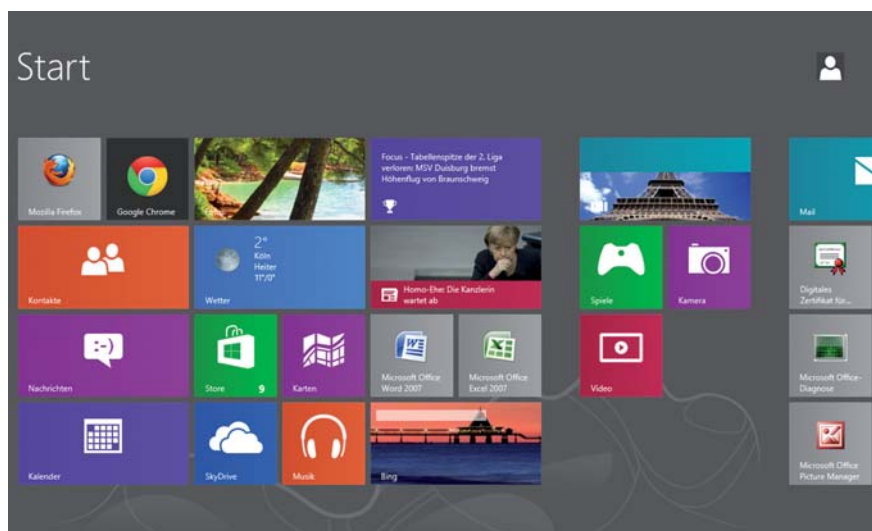 Start
Mozilla Firefox
Google Chrome
Focus - Tabellenspitze der 2. Liga
verloren: MSV Duisburg bremst
Höhenflug von Braunschweig
Mail
Kontakte
2°
Köln
Heiter
11°/0°
Wetter
Homo-Ehe: Die Kanzlerin
wartet ab
Spiele
Kamera
Digitales
Zertifikat für...
Nachrichten
Store
9
Karten
Microsoft Office
Word 2007
Microsoft Office
Excel 2007
Video
Microsoft Office-
Diagnose
Kalender
SkyDrive
Musik
Bing
Microsoft Office
Picture Manager